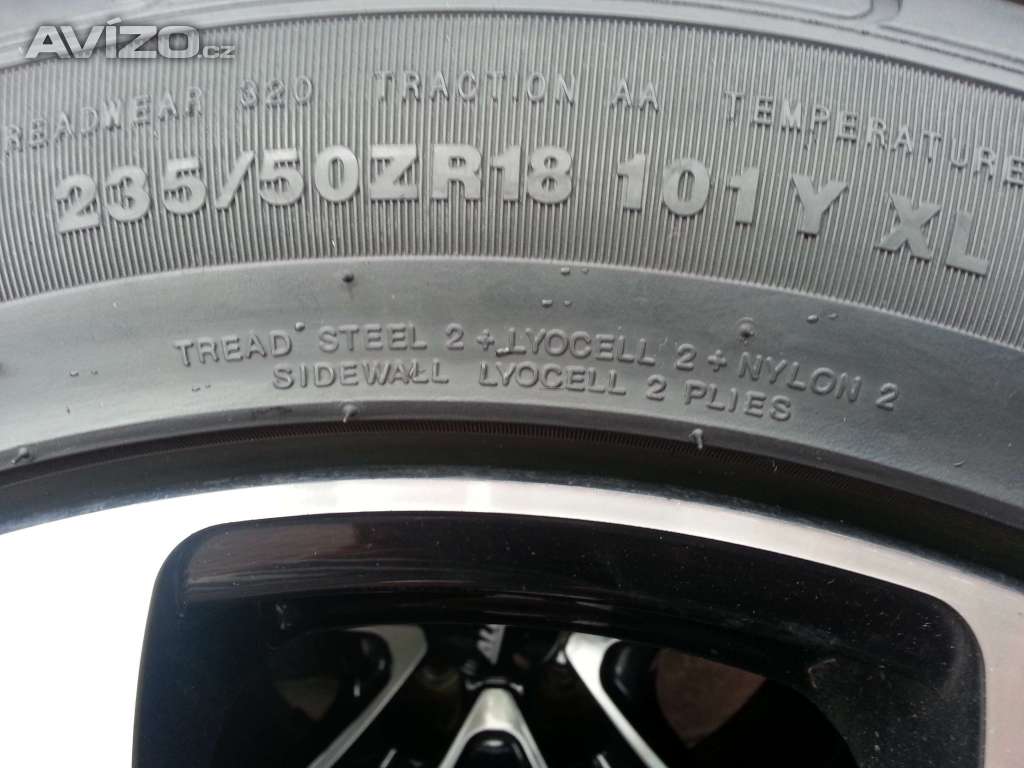 AVÍZO.cz
READWEAR 320 TRACTION AA TEMPERATURE
235/50ZR18 101Y XL
TREAD STEEL 2 + LYOCELL 2 + NYLON 2
SIDEWALL LYOCELL 2 PLIES